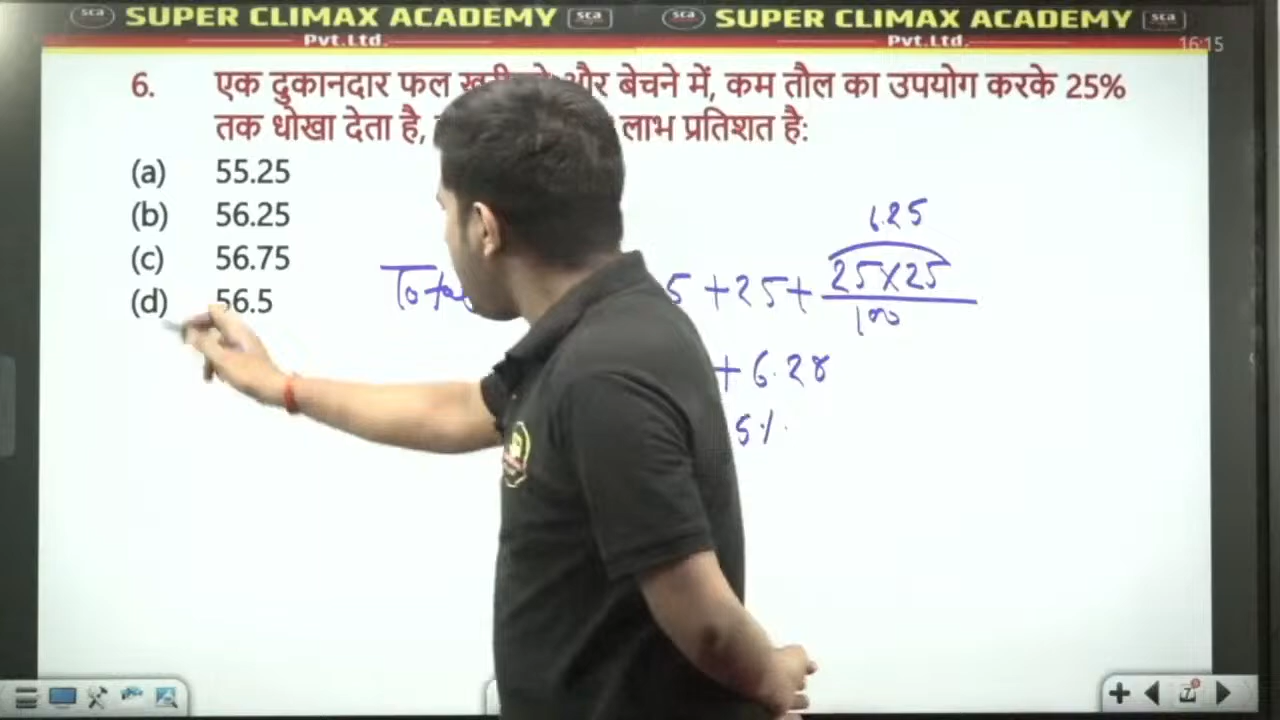 sca SUPER CLIMAX ACADEMY sca sca SUPER CLIMAX ACADEMY sca
Pvt.Ltd. Pvt.Ltd.
16:15
6. एक दुकानदार फल और बेचने में, कम तौल का उपयोग करके 25%
तक धोखा देता है, लाभ प्रतिशत है:
(a) 55.25
(b) 56.25
(c) 56.75
(d) 56.5
6.25
5 +25+ 25×25
100
+ 6.28
5%